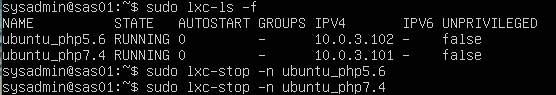 sysadmin@sas01:~$ sudo lxc-ls -f
NAME STATE AUTOSTART GROUPS IPV4 IPV6 UNPRIVILEGED
ubuntu_php5.6 RUNNING 0 - 10.0.3.102 - false
ubuntu_php7.4 RUNNING 0 - 10.0.3.101 - false
sysadmin@sas01:~$ sudo lxc-stop -n ubuntu_php5.6
sysadmin@sas01:~$ sudo lxc-stop -n ubuntu_php7.4